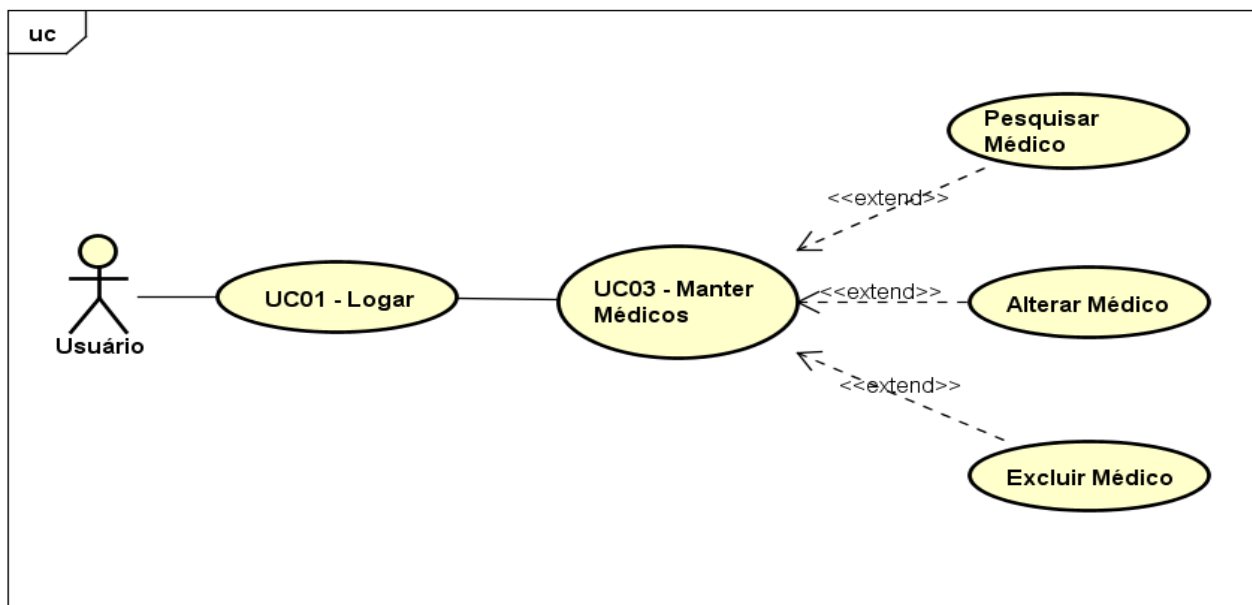 uc
Pesquisar
Médico
<<extend>>
Usuário
UC01 - Logar
UC03 - Manter
Médicos
<<extend>>
Alterar Médico
<<extend>>
Excluir Médico